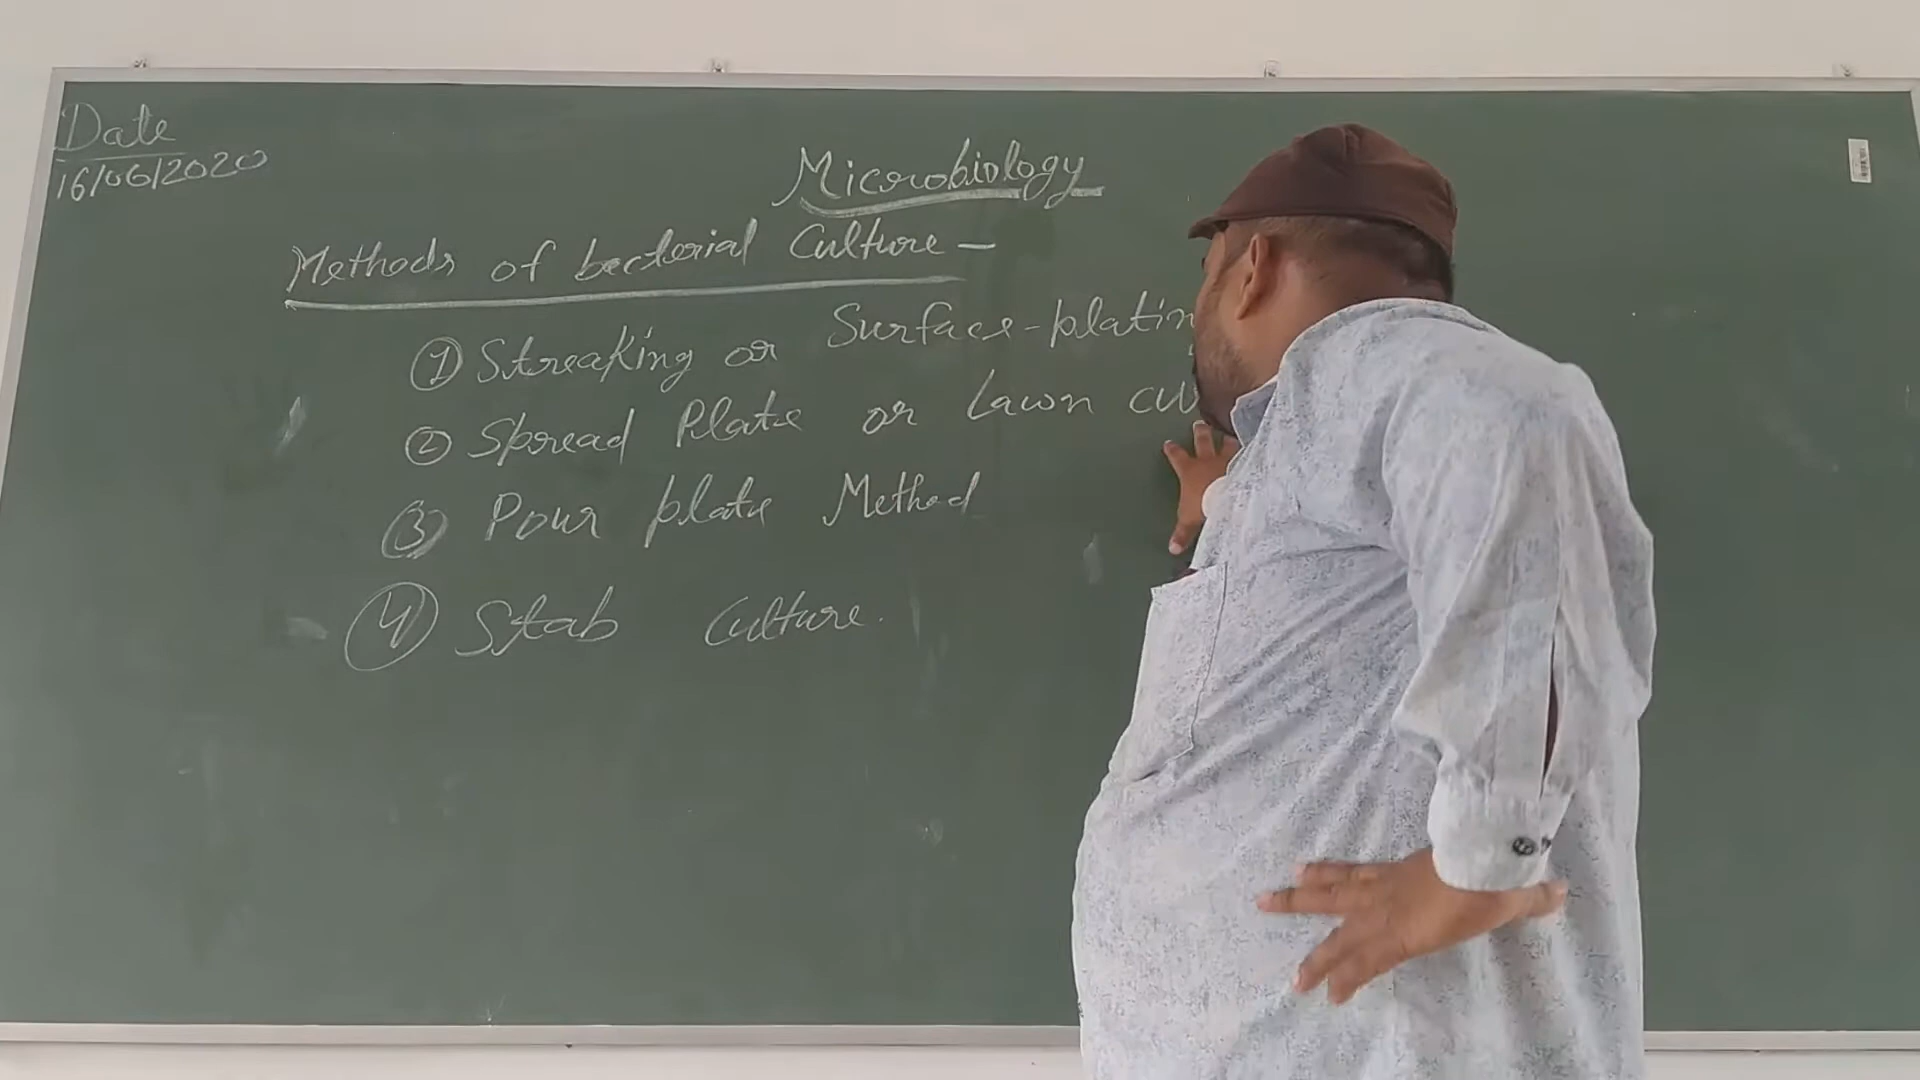 Date
16/06/2020
Microbiology
Methods of bacterial Culture -
① Streaking or Surface-platin
② Spread Plate or Lawn cul
③ Pour plate Method
④ Stab Culture.